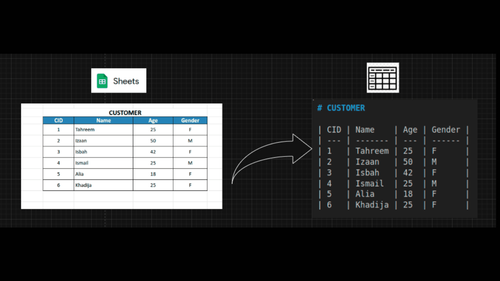 Sheets
CUSTOMER
CID Name Age Gender
1 Tahreem 25 F
2 Izaan 50 M
3 Isbah 42 F
4 Ismail 25 M
5 Alia 18 F
6 Khadija 25 F
# CUSTOMER
| CID | Name | Age | Gender |
| --- | ------- | --- | ------ |
| 1 | Tahreem | 25 | F |
| 2 | Izaan | 50 | M |
| 3 | Isbah | 42 | F |
| 4 | Ismail | 25 | M |
| 5 | Alia | 18 | F |
| 6 | Khadija | 25 | F |